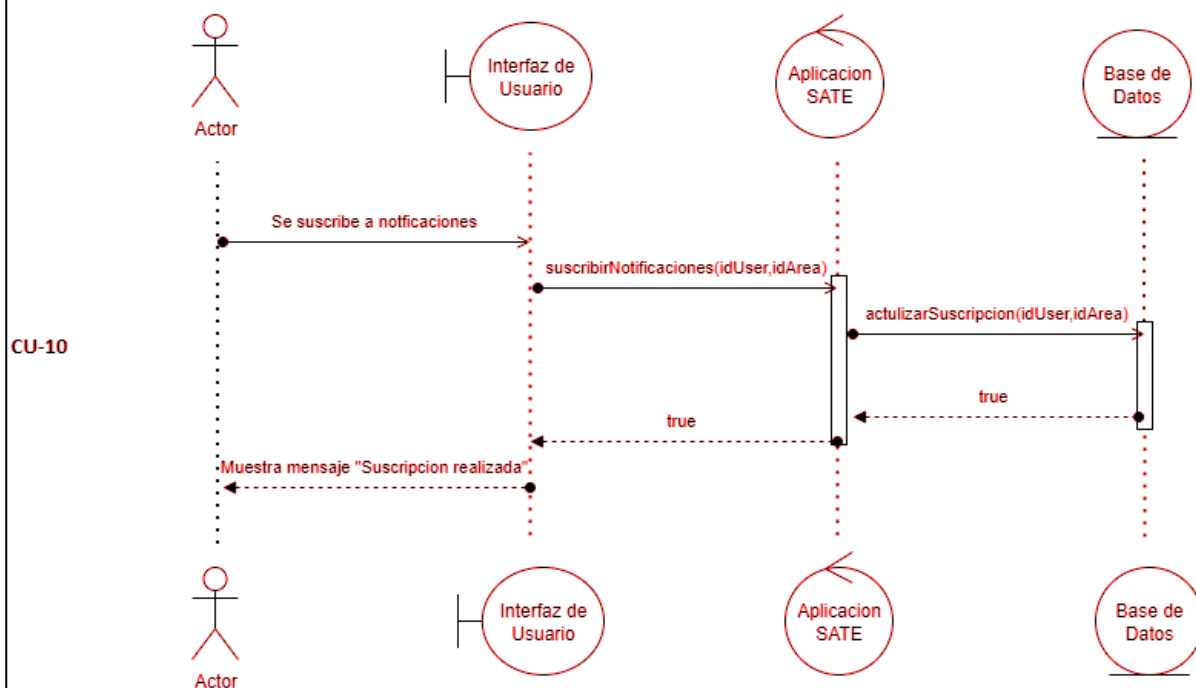 Actor
Interfaz de
Usuario
Aplicacion
SATE
Base de
Datos
Se suscribe a notficaciones
suscribirNotificaciones(idUser,idArea)
actulizarSuscripcion(idUser,idArea)
CU-10
true
true
Muestra mensaje "Suscripcion realizada"
Actor
Interfaz de
Usuario
Aplicacion
SATE
Base de
Datos